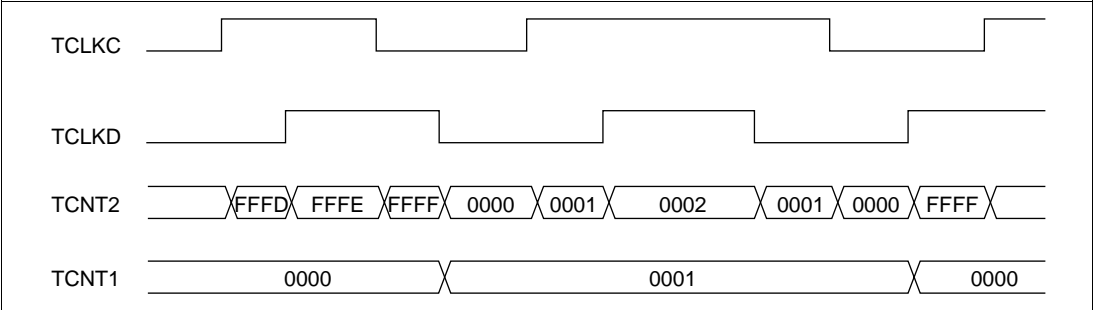 TCLKC
TCLKD
TCNT2 FFFD FFFE FFFF 0000 0001 0002 0001 0000 FFFF
TCNT1 0000 0001 0000